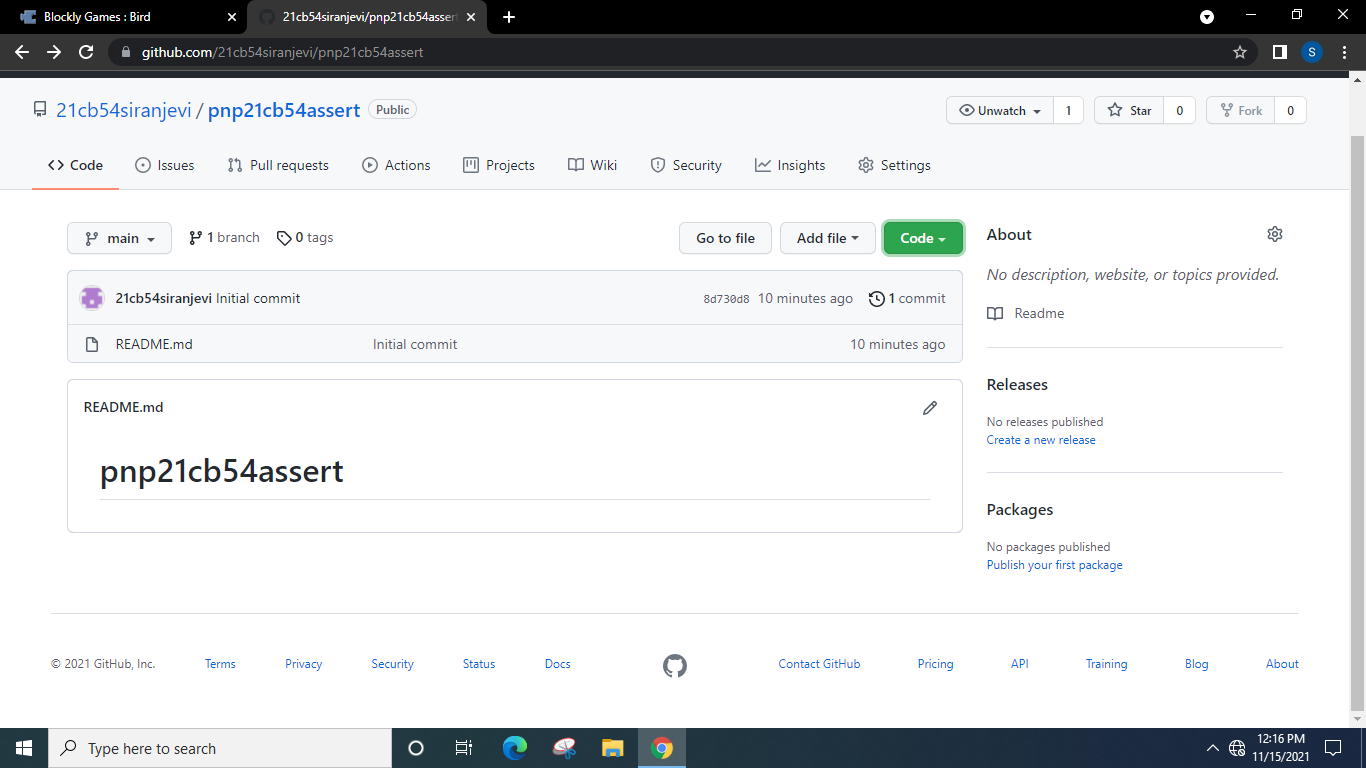 Blockly Games : Bird
21cb54siranjevi/pnp21cb54assert
S
github.com/21cb54siranjevi/pnp21cb54assert
21cb54siranjevi / pnp21cb54assert Public
Unwatch 1 Star 0 Fork 0
Code Issues Pull requests Actions Projects Wiki Security Insights Settings
main 1 branch 0 tags Go to file Add file Code
21cb54siranjevi Initial commit 8d730d8 10 minutes ago 1 commit
README.md Initial commit 10 minutes ago
README.md
pnp21cb54assert
About
No description, website, or topics provided.
Readme
Releases
No releases published
Create a new release
Packages
No packages published
Publish your first package
© 2021 GitHub, Inc. Terms Privacy Security Status Docs Contact GitHub Pricing API Training Blog About
Type here to search
12:16 PM
11/15/2021